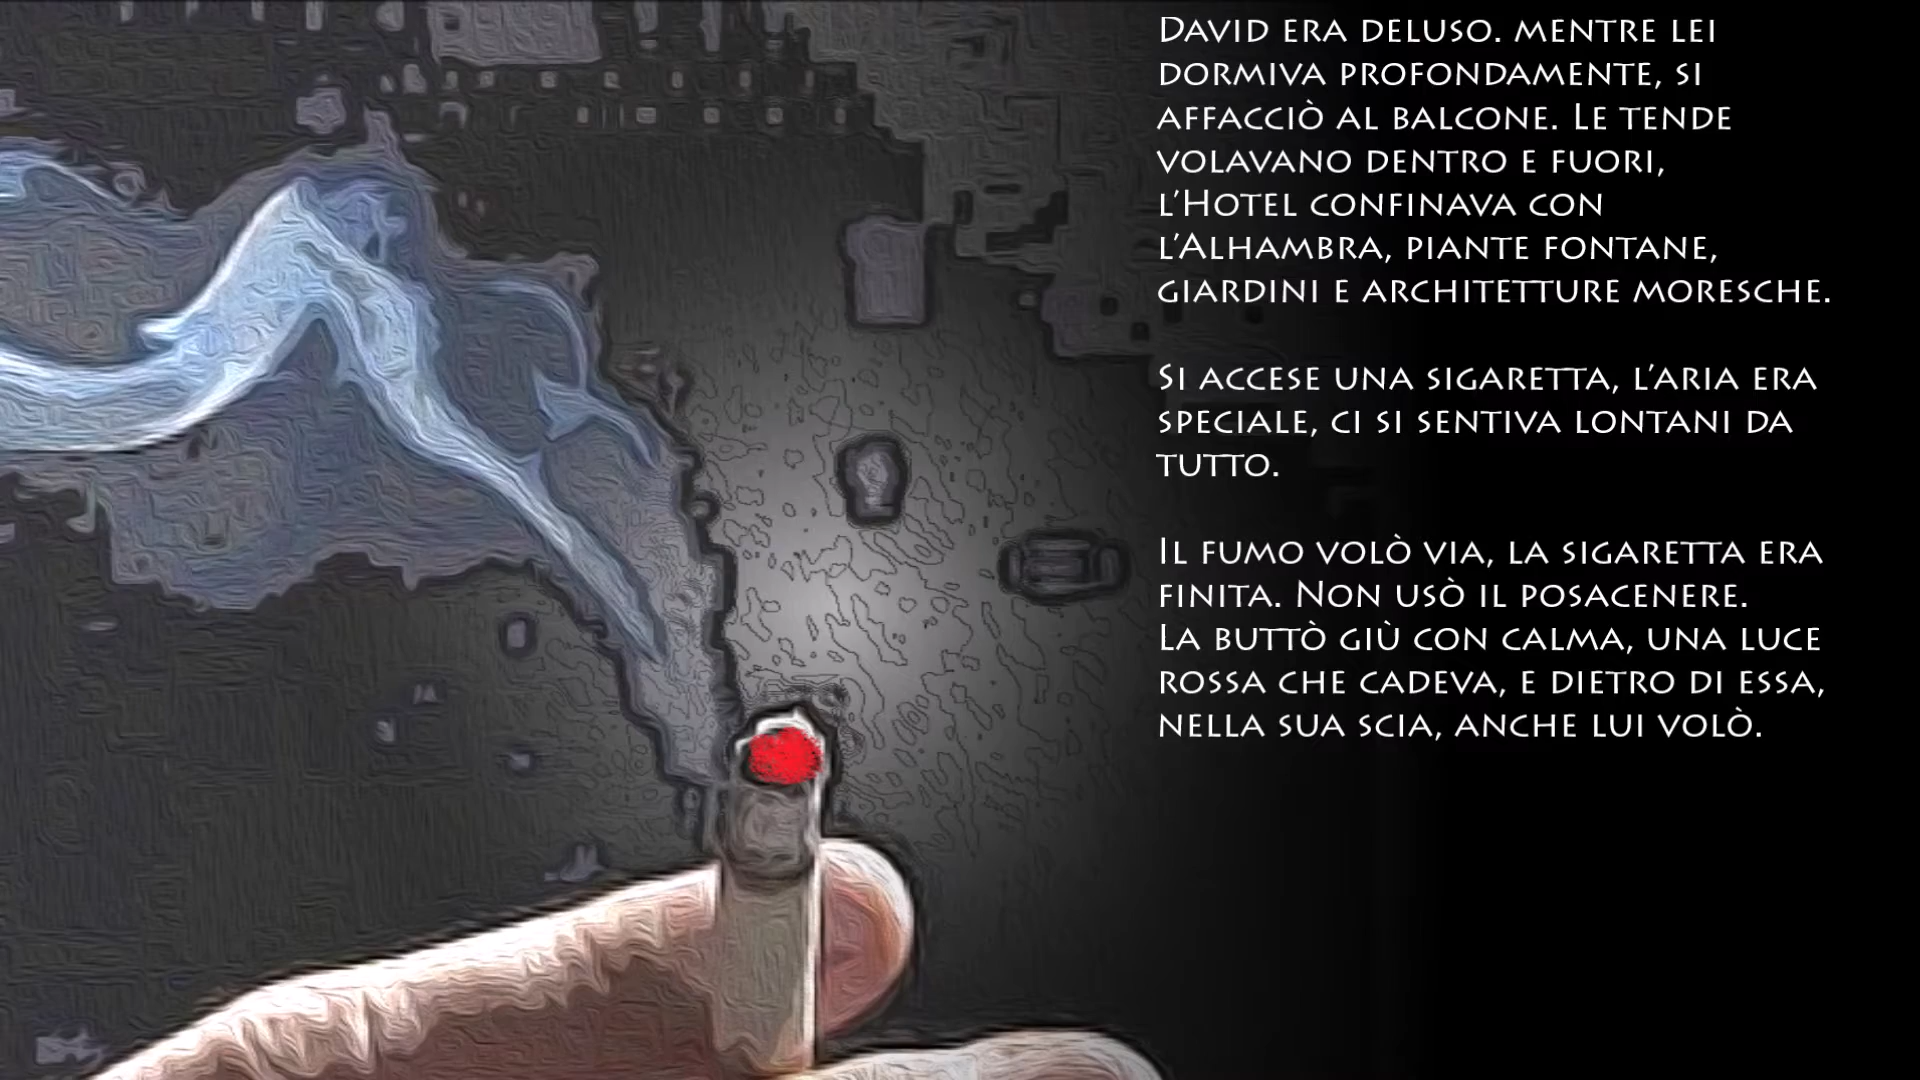 David era deluso. mentre lei
dormiva profondamente, si
affacciò al balcone. Le tende
volavano dentro e fuori,
l'Hotel confinava con
l'Alhambra, piante fontane,
giardini e architetture moresche.
Si accese una sigaretta, l'aria era
speciale, ci si sentiva lontani da
tutto.
Il fumo volò via, la sigaretta era
finita. Non usò il posacenere.
La buttò giù con calma, una luce
rossa che cadeva, e dietro di essa,
nella sua scia, anche lui volò.